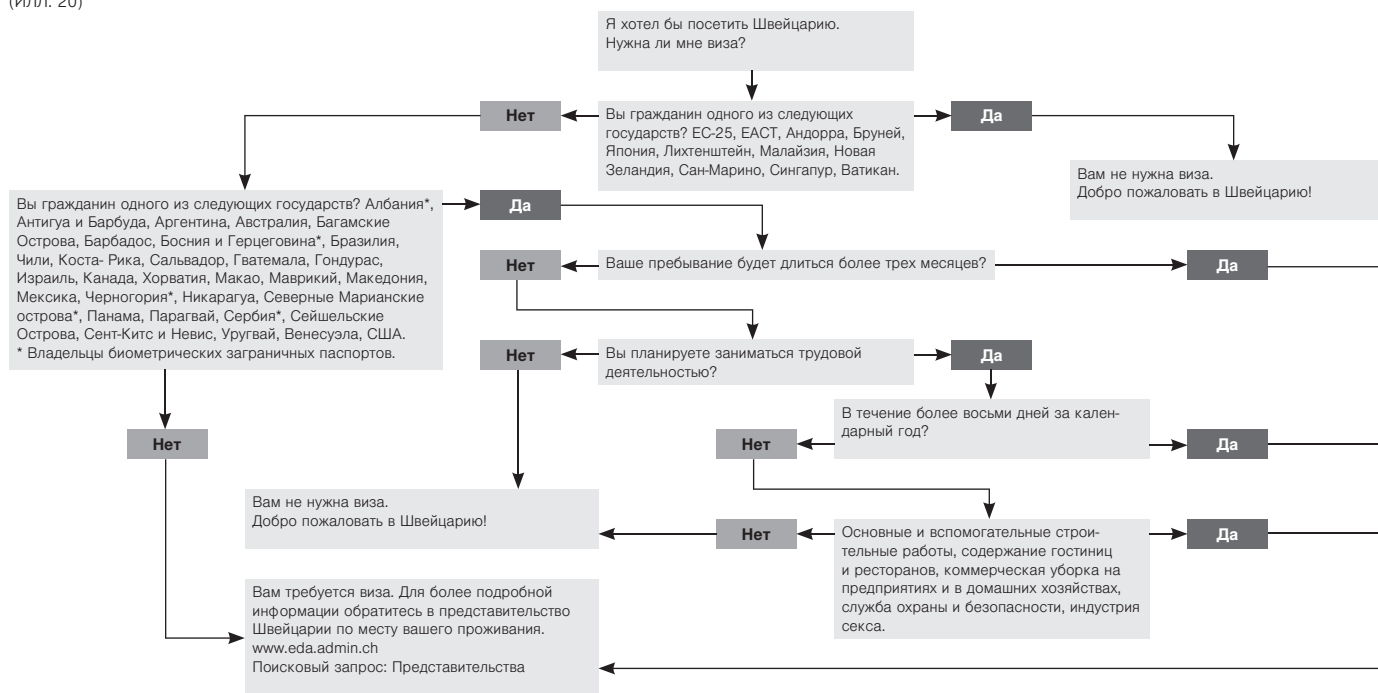 (ИЛЛ. 20)
Я хотел бы посетить Швейцарию.
Нужна ли мне виза?
Нет
Вы гражданин одного из следующих
государств? ЕС-25, ЕАСТ, Андорра, Бруней,
Япония, Лихтенштейн, Малайзия, Новая
Зеландия, Сан-Марино, Сингапур, Ватикан.
Да
Вам не нужна виза.
Добро пожаловать в Швейцарию!
Вы гражданин одного из следующих государств? Албания*,
Антигуа и Барбуда, Аргентина, Австралия, Багамские
Острова, Барбадос, Босния и Герцеговина*, Бразилия,
Чили, Коста- Рика, Сальвадор, Гватемала, Гондурас,
Израиль, Канада, Хорватия, Макао, Маврикий, Македония,
Мексика, Черногория*, Никарагуа, Северные Марианские
острова*, Панама, Парагвай, Сербия*, Сейшельские
Острова, Сент-Китс и Невис, Уругвай, Венесуэла, США.
* Владельцы биометрических заграничных паспортов.
Да
Нет
Ваше пребывание будет длиться более трех месяцев?
Да
Нет
Вы планируете заниматься трудовой
деятельностью?
Да
В течение более восьми дней за кален-
дарный год?
Нет
Нет
Да
Вам не нужна виза.
Добро пожаловать в Швейцарию!
Нет
Основные и вспомогательные строи-
тельные работы, содержание гостиниц
и ресторанов, коммерческая уборка на
предприятиях и в домашних хозяйствах,
служба охраны и безопасности, индустрия
секса.
Да
Вам требуется виза. Для более подробной
информации обратитесь в представительство
Швейцарии по месту вашего проживания.
www.eda.admin.ch
Поисковый запрос: Представительства